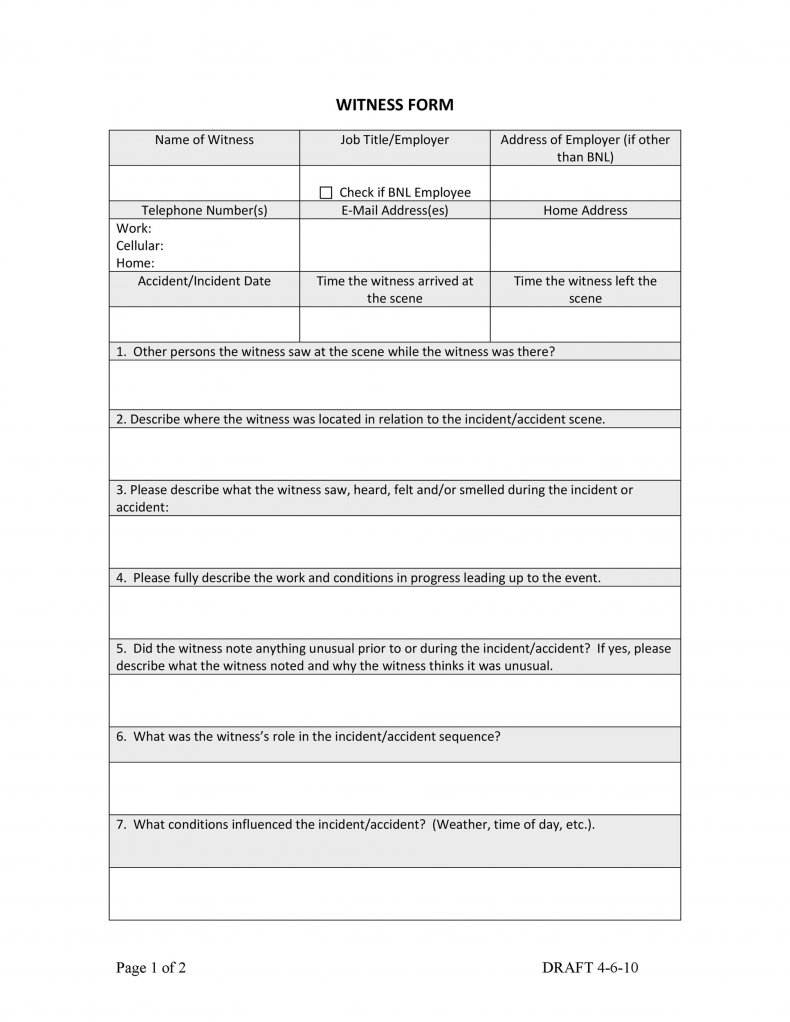 WITNESS FORM
Name of Witness
Job Title/Employer
Address of Employer (if other
than BNL)
Check if BNL Employee
Telephone Number(s)
E-Mail Address(es)
Home Address
Work:
Cellular:
Home:
Accident/Incident Date
Time the witness arrived at
the scene
Time the witness left the
scene
1.  Other persons the witness saw at the scene while the witness was there?
2. Describe where the witness was located in relation to the incident/accident scene.
3. Please describe what the witness saw, heard, felt and/or smelled during the incident or
accident:
4.  Please fully describe the work and conditions in progress leading up to the event.
5.  Did the witness note anything unusual prior to or during the incident/accident?  If yes, please
describe what the witness noted and why the witness thinks it was unusual.
6.  What was the witness’s role in the incident/accident sequence?
7.  What conditions influenced the incident/accident?  (Weather, time of day, etc.).
Page 1 of 2
DRAFT 4-6-10